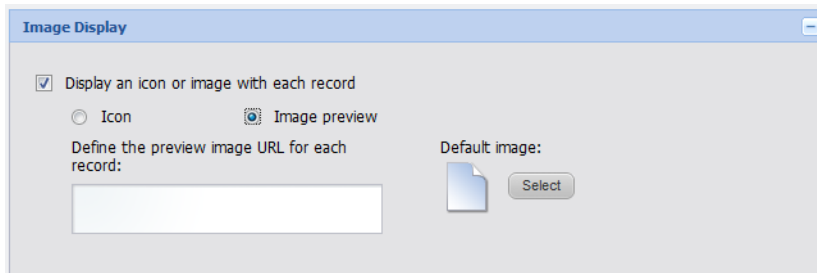 Image Display
Display an icon or image with each record
Icon
Image preview
Define the preview image URL for each
record:
Default image:
Select